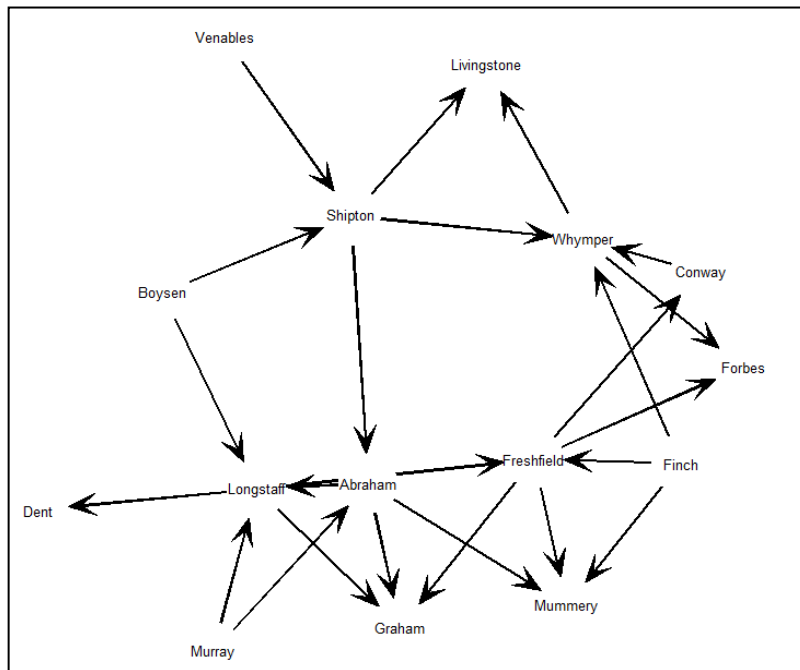 Venables
Livingstone
Shipton
Whymper
Conway
Boysen
Forbes
Freshfield
Finch
Longstaff
Abraham
Dent
Mummery
Graham
Murray